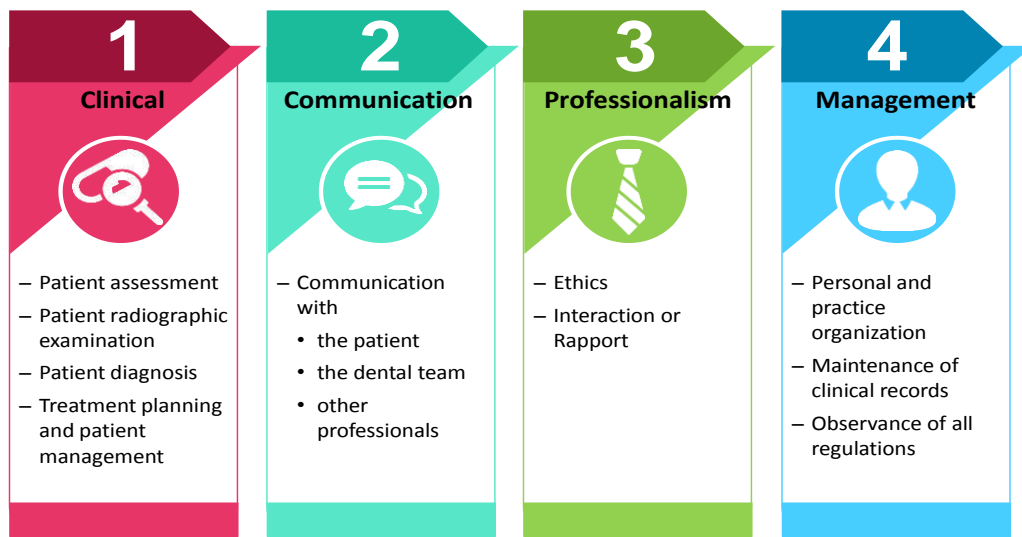 1
Clinical
– Patient assessment
– Patient radiographic
examination
– Patient diagnosis
– Treatment planning
and patient
management
2
Communication
– Communication
with
• the patient
• the dental team
• other
professionals
3
Professionalism
– Ethics
– Interaction or
Rapport
4
Management
– Personal and
practice
organization
– Maintenance of
clinical records
– Observance of all
regulations